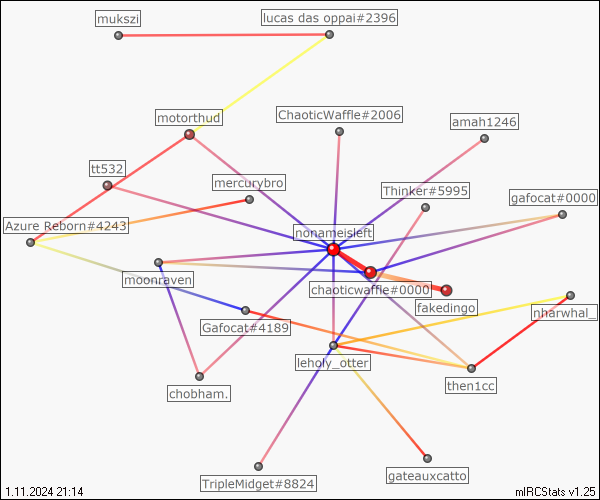 mukszi
lucas das oppai#2396
motorthud
ChaoticWaffle#2006
amah1246
tt532
mercurybro
Thinker#5995
gafocat#0000
Azure Reborn#4243
nonameisleft
moonraven
chaoticwaffle#0000
fakedingo
nharwhal_
Gafocat#4189
leholy_otter
then1cc
chobham.
TripleMidget#8824
gateauxcatto
1.11.2024 21:14
mIRCStats v1.25